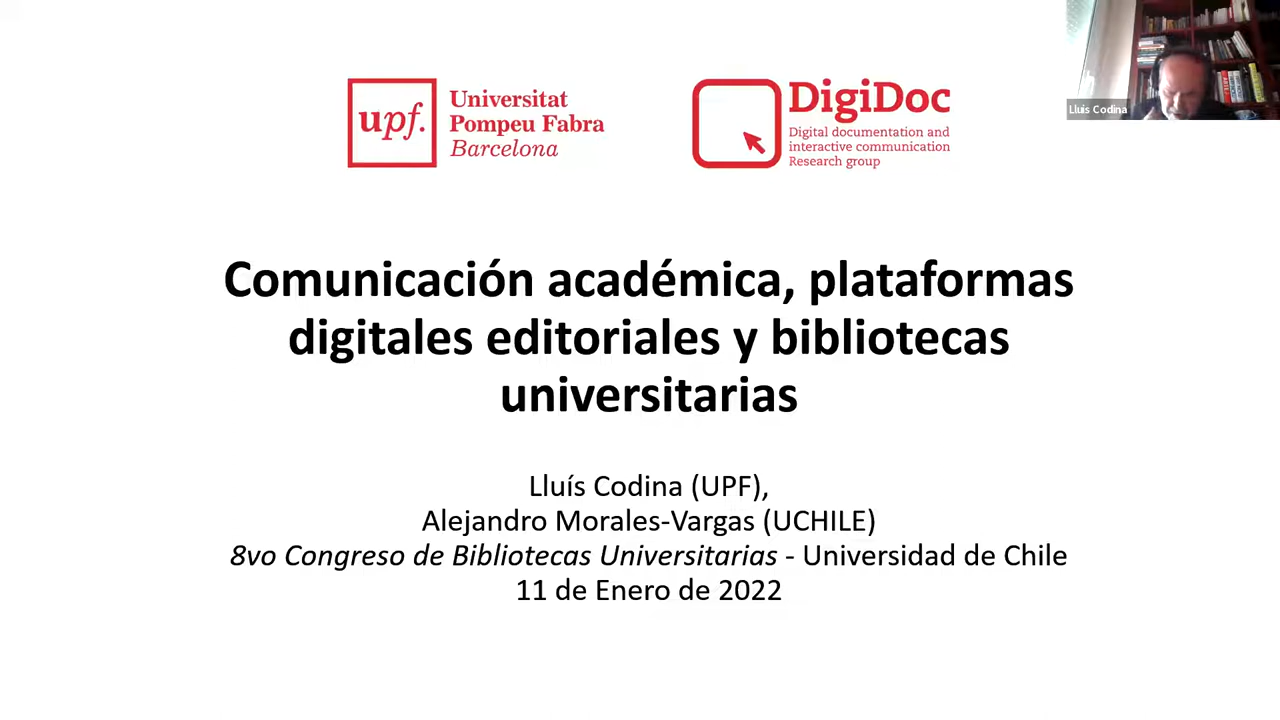 upf.
Universitat
Pompeu Fabra
Barcelona
DigiDoc
Digital documentation and
interactive communication
Research group
Lluis Codina
Comunicación académica, plataformas
digitales editoriales y bibliotecas
universitarias
Lluís Codina (UPF),
Alejandro Morales-Vargas (UCHILE)
8vo Congreso de Bibliotecas Universitarias - Universidad de Chile
11 de Enero de 2022